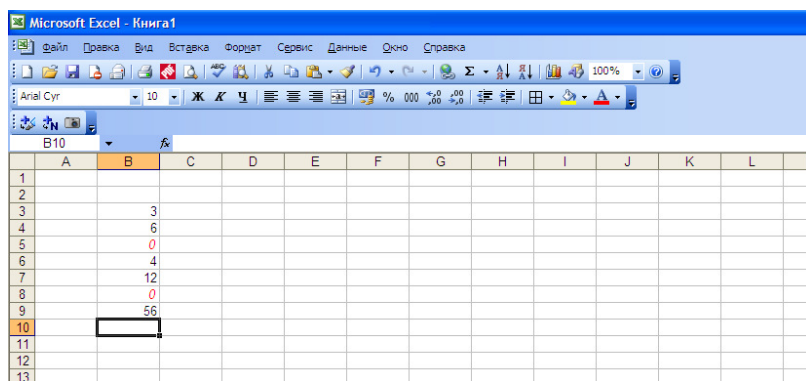 Microsoft Excel - Книга1
Файл Правка Вид Вставка Формат Сервис Данные Окно Справка
100%
Arial Cyr 10 Ж К Ч % 000
B10 fx
A B C D E F G H I J K L
1
2
3 3
4 6
5 0
6 4
7 12
8 0
9 56
10
11
12
13